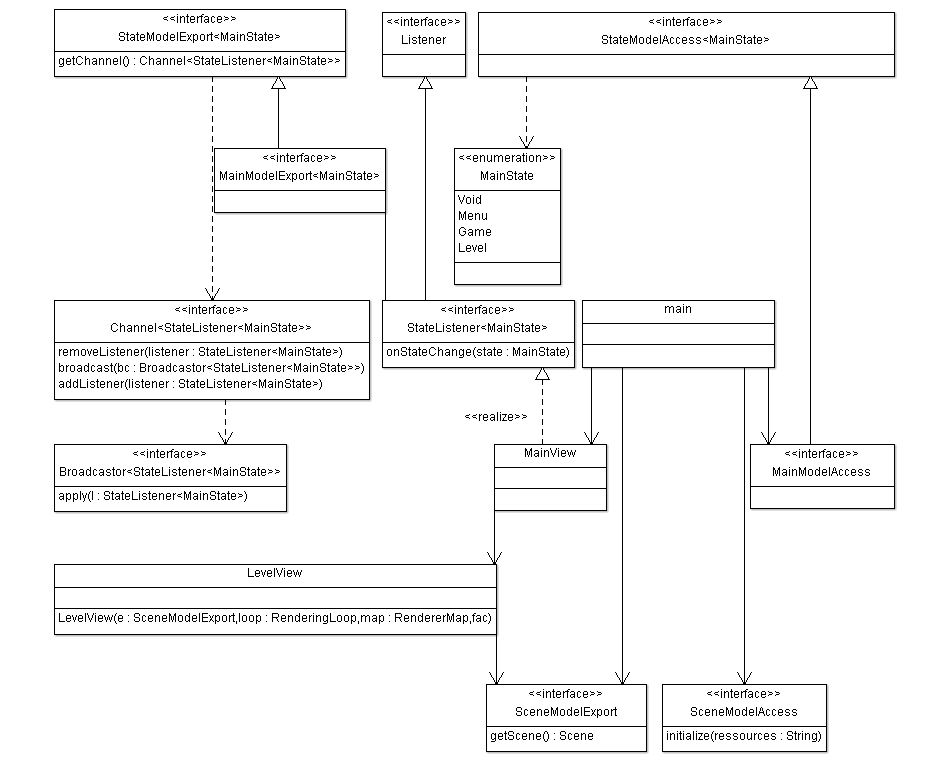 <<interface>>
StateModelExport<MainState>
getChannel() : Channel<StateListener<MainState>>
<<interface>>
Listener
<<interface>>
StateModelAccess<MainState>
<<interface>>
MainModelExport<MainState>
<<enumeration>>
MainState
Void
Menu
Game
Level
<<interface>>
Channel<StateListener<MainState>>
removeListener(listener : StateListener<MainState>)
broadcast(bc : Broadcastor<StateListener<MainState>>)
addListener(listener : StateListener<MainState>)
<<interface>>
StateListener<MainState>
onStateChange(state : MainState)
main
<<realize>>
<<interface>>
Broadcastor<StateListener<MainState>>
apply(l : StateListener<MainState>)
MainView
<<interface>>
MainModelAccess
LevelView
LevelView(e : SceneModelExport,loop : RenderingLoop,map : RendererMap,fac)
<<interface>>
SceneModelExport
getScene() : Scene
<<interface>>
SceneModelAccess
initialize(ressources : String)